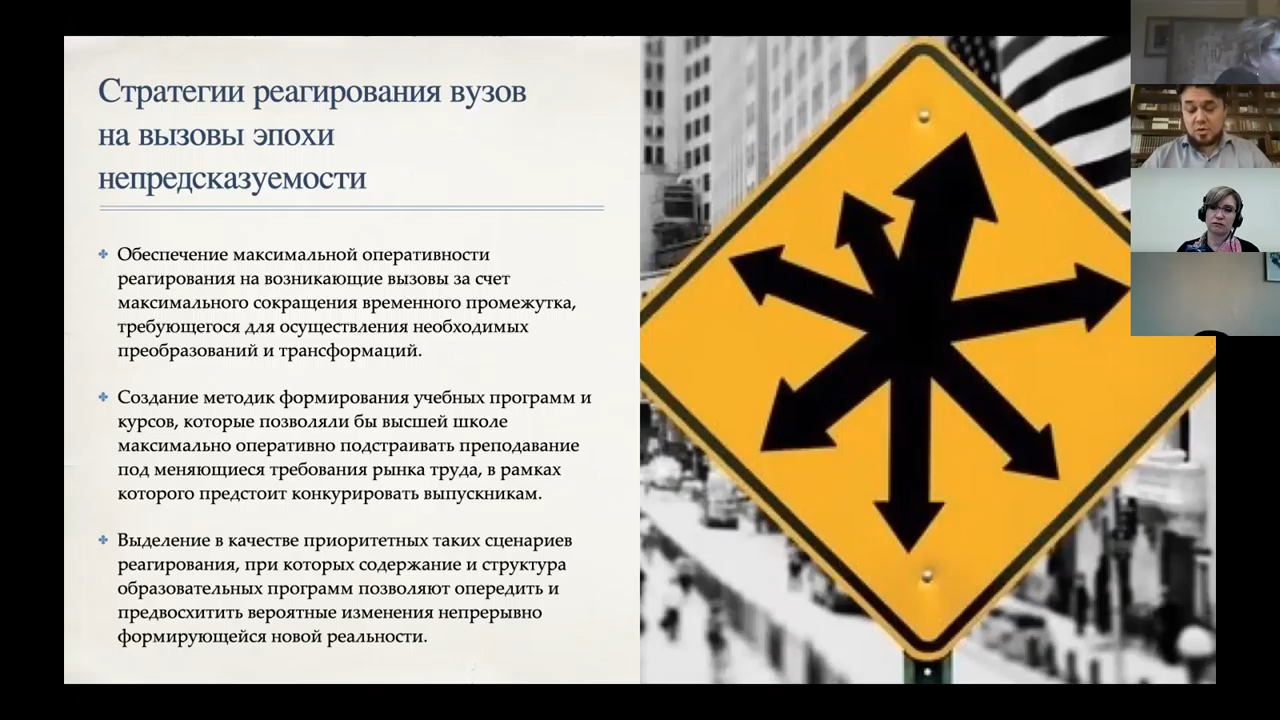 Стратегии реагирования вузов
на вызовы эпохи
непредсказуемости
Обеспечение максимальной оперативности
реагирования на возникающие вызовы за счет
максимального сокращения временного промежутка,
требующегося для осуществления необходимых
преобразований и трансформаций.
Создание методик формирования учебных программ и
курсов, которые позволяли бы высшей школе
максимально оперативно подстраивать преподавание
под меняющиеся требования рынка труда, в рамках
которого предстоит конкурировать выпускникам.
Выделение в качестве приоритетных таких сценариев
реагирования, при которых содержание и структура
образовательных программ позволяют опередить и
предвосхитить вероятные изменения непрерывно
формирующейся новой реальности.